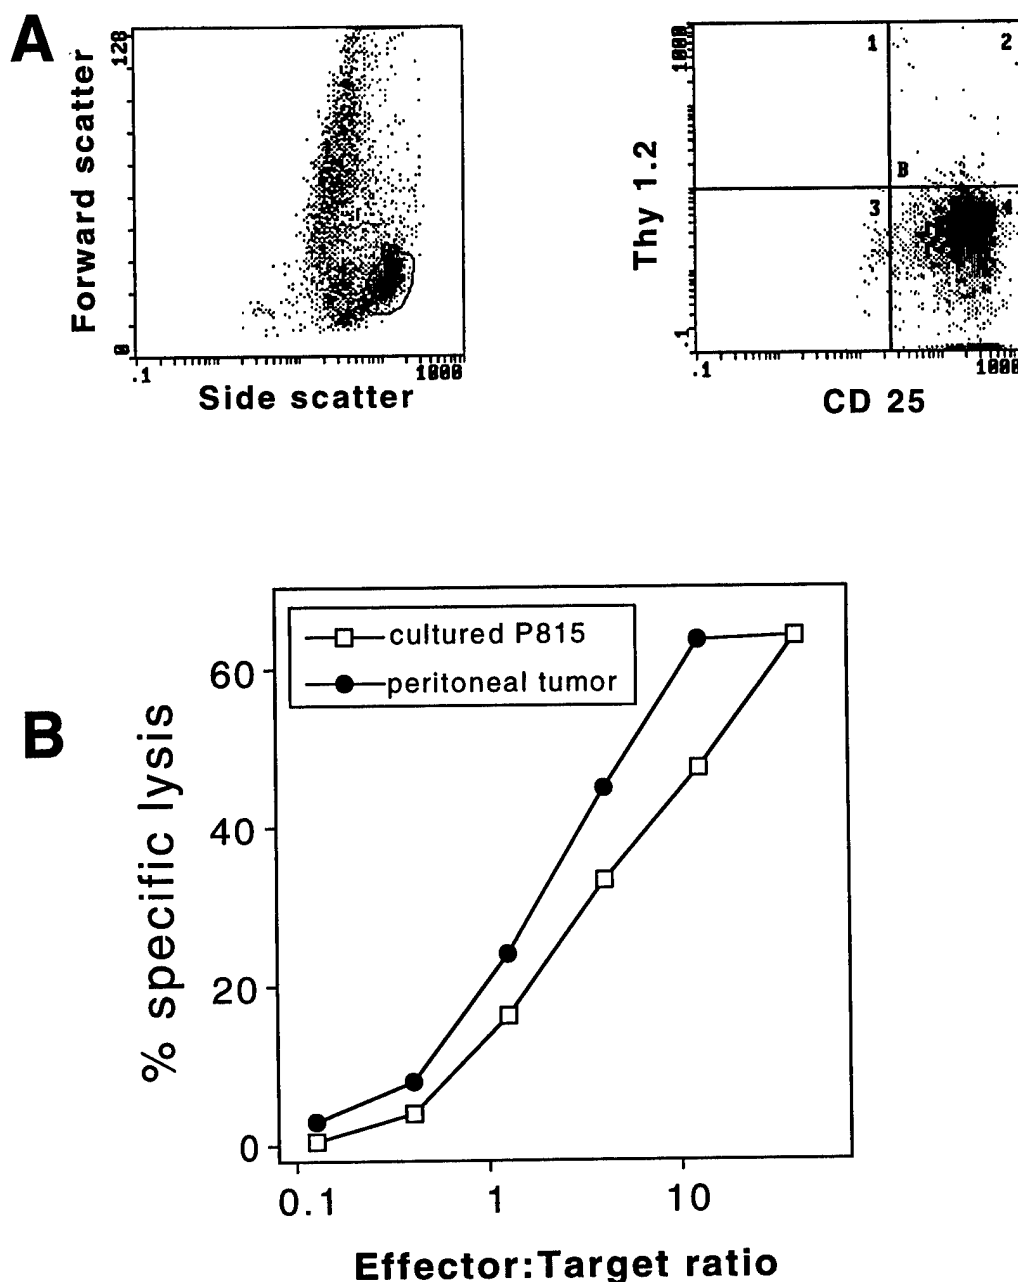 A
Forward scatter
128
0
.1
1000
Side scatter
Thy 1.2
1000
1
1
2
B
3
4
.1
1000
CD 25
B
% specific lysis
cultured P815
peritoneal tumor
60
40
20
0
0.1
1
10
Effector:Target ratio